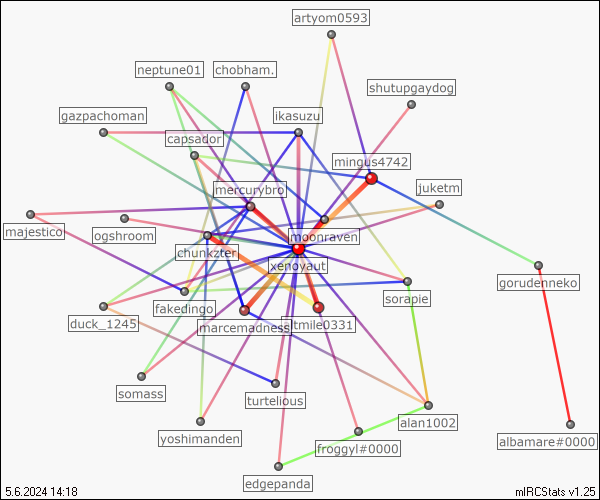 artyom0593
neptune01
chobham.
shutupgaydog
gazpachoman
ikasuzu
capsador
mingus4742
mercurybro
juketm
majestico
ogshroom
moonraven
chunkzter
xenoyaut
gorudenneko
fakedingo
sorapie
duck_1245
marcemadness
ltmile0331
somass
turtelious
alan1002
yoshimanden
froggyl#0000
albamare#0000
edgepanda
5.6.2024 14:18
mIRCStats v1.25